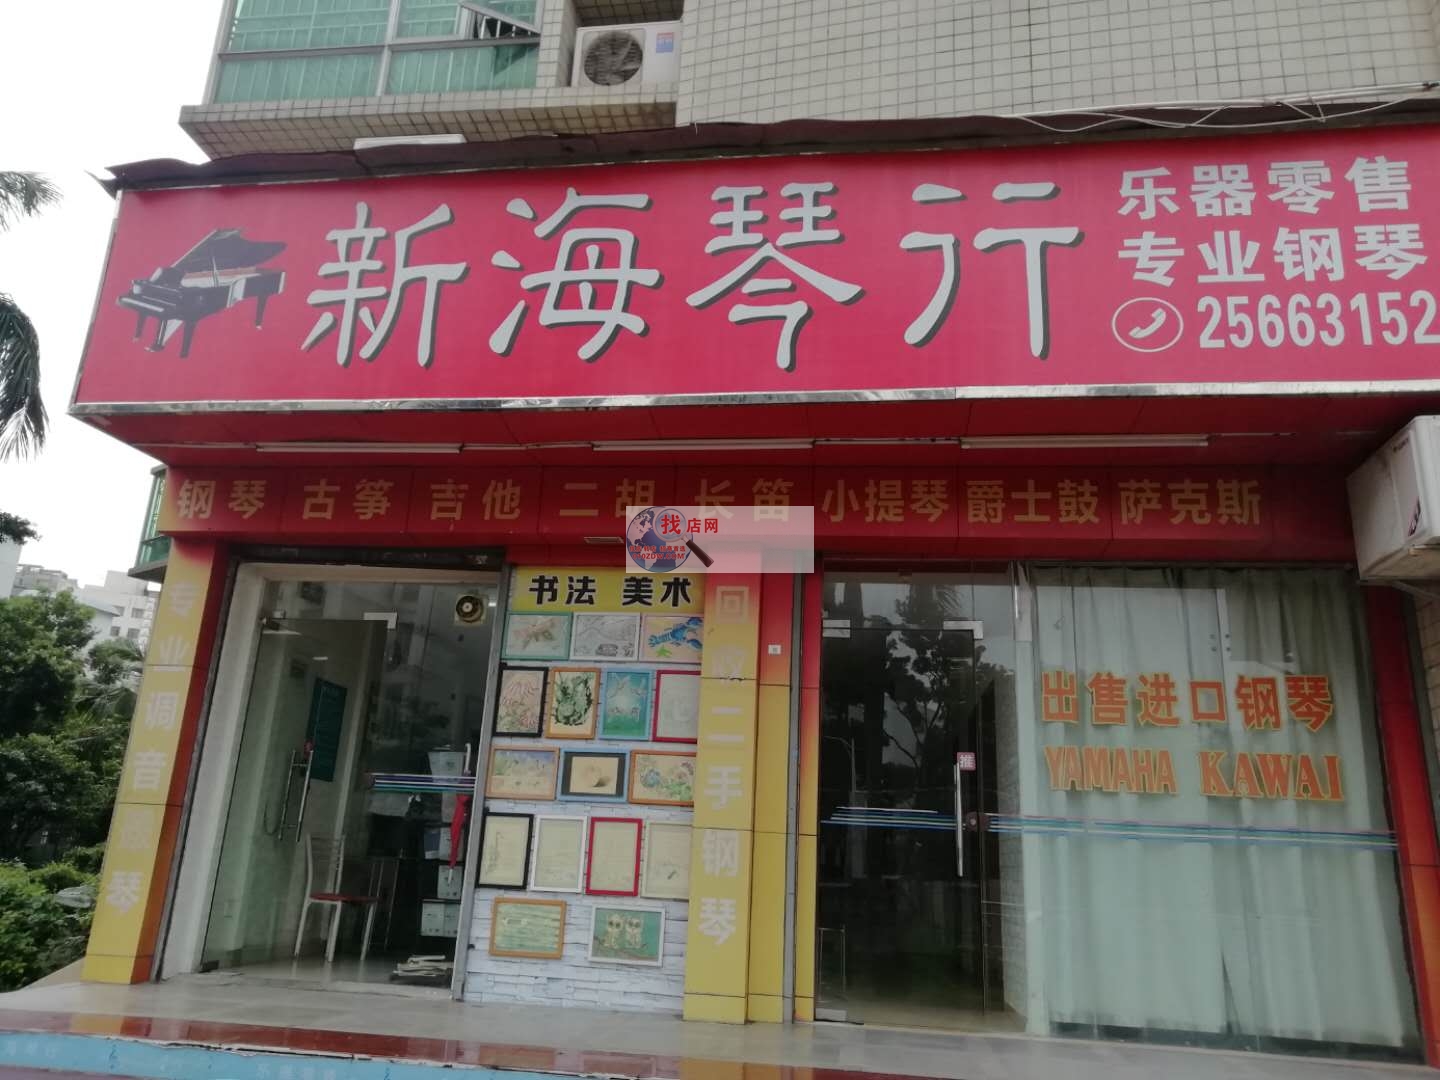 新海琴行
乐器零售
专业钢琴
25663152
钢琴 古筝 吉他 二胡 长笛 小提琴 爵士鼓 萨克斯
找店网
专业调音
琴
书法 美术
回收二手钢琴
推
出售进口钢琴
YAMAHA KAWAI